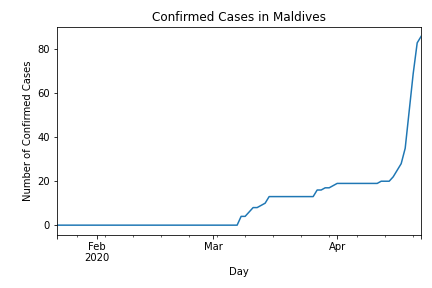 Confirmed Cases in Maldives
Number of Confirmed Cases
80
60
40
20
0
Feb
2020
Mar
Apr
Day